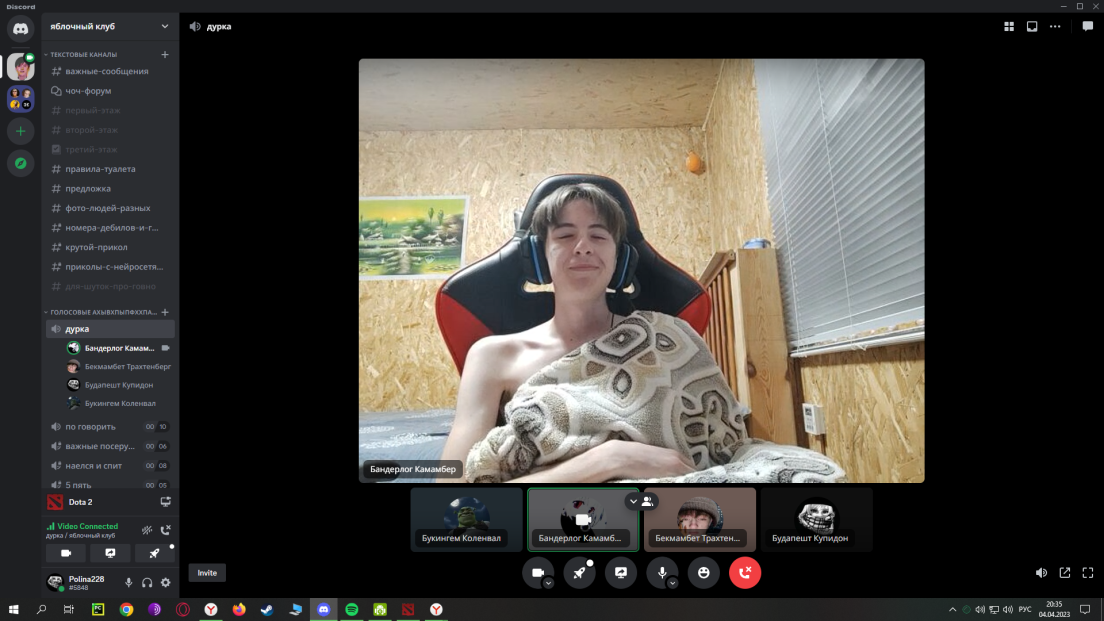 Discord
яблочный клуб
ТЕКСТОВЫЕ КАНАЛЫ
важные-сообщения
чоч-форум
первый-этаж
второй-этаж
третий-этаж
правила-туалета
предложка
фото-людей-разных
номера-дебилов-и-г...
крутой-прикол
приколы-с-нейросетя...
для-шуток-про-говно
ГОЛОСОВЫЕ АХЫВХПЫПФХХПА...
дурка
Бандерлог Камам...
Бекмамбет Трахтенберг
Будапешт Купидон
Букингем Коленвал
по говорить 00 10
важные посеру... 00 06
наелся и спит 00 08
5 пять 00 05
Dota 2
Video Connected
дурка / яблочный клуб
Polina228
#5848
дурка
Бандерлог Камамбер
Букингем Коленвал
Бандерлог Камамб...
Бекмамбет Трахтен...
Будапешт Купидон
Invite
РУС
20:35
04.04.2023